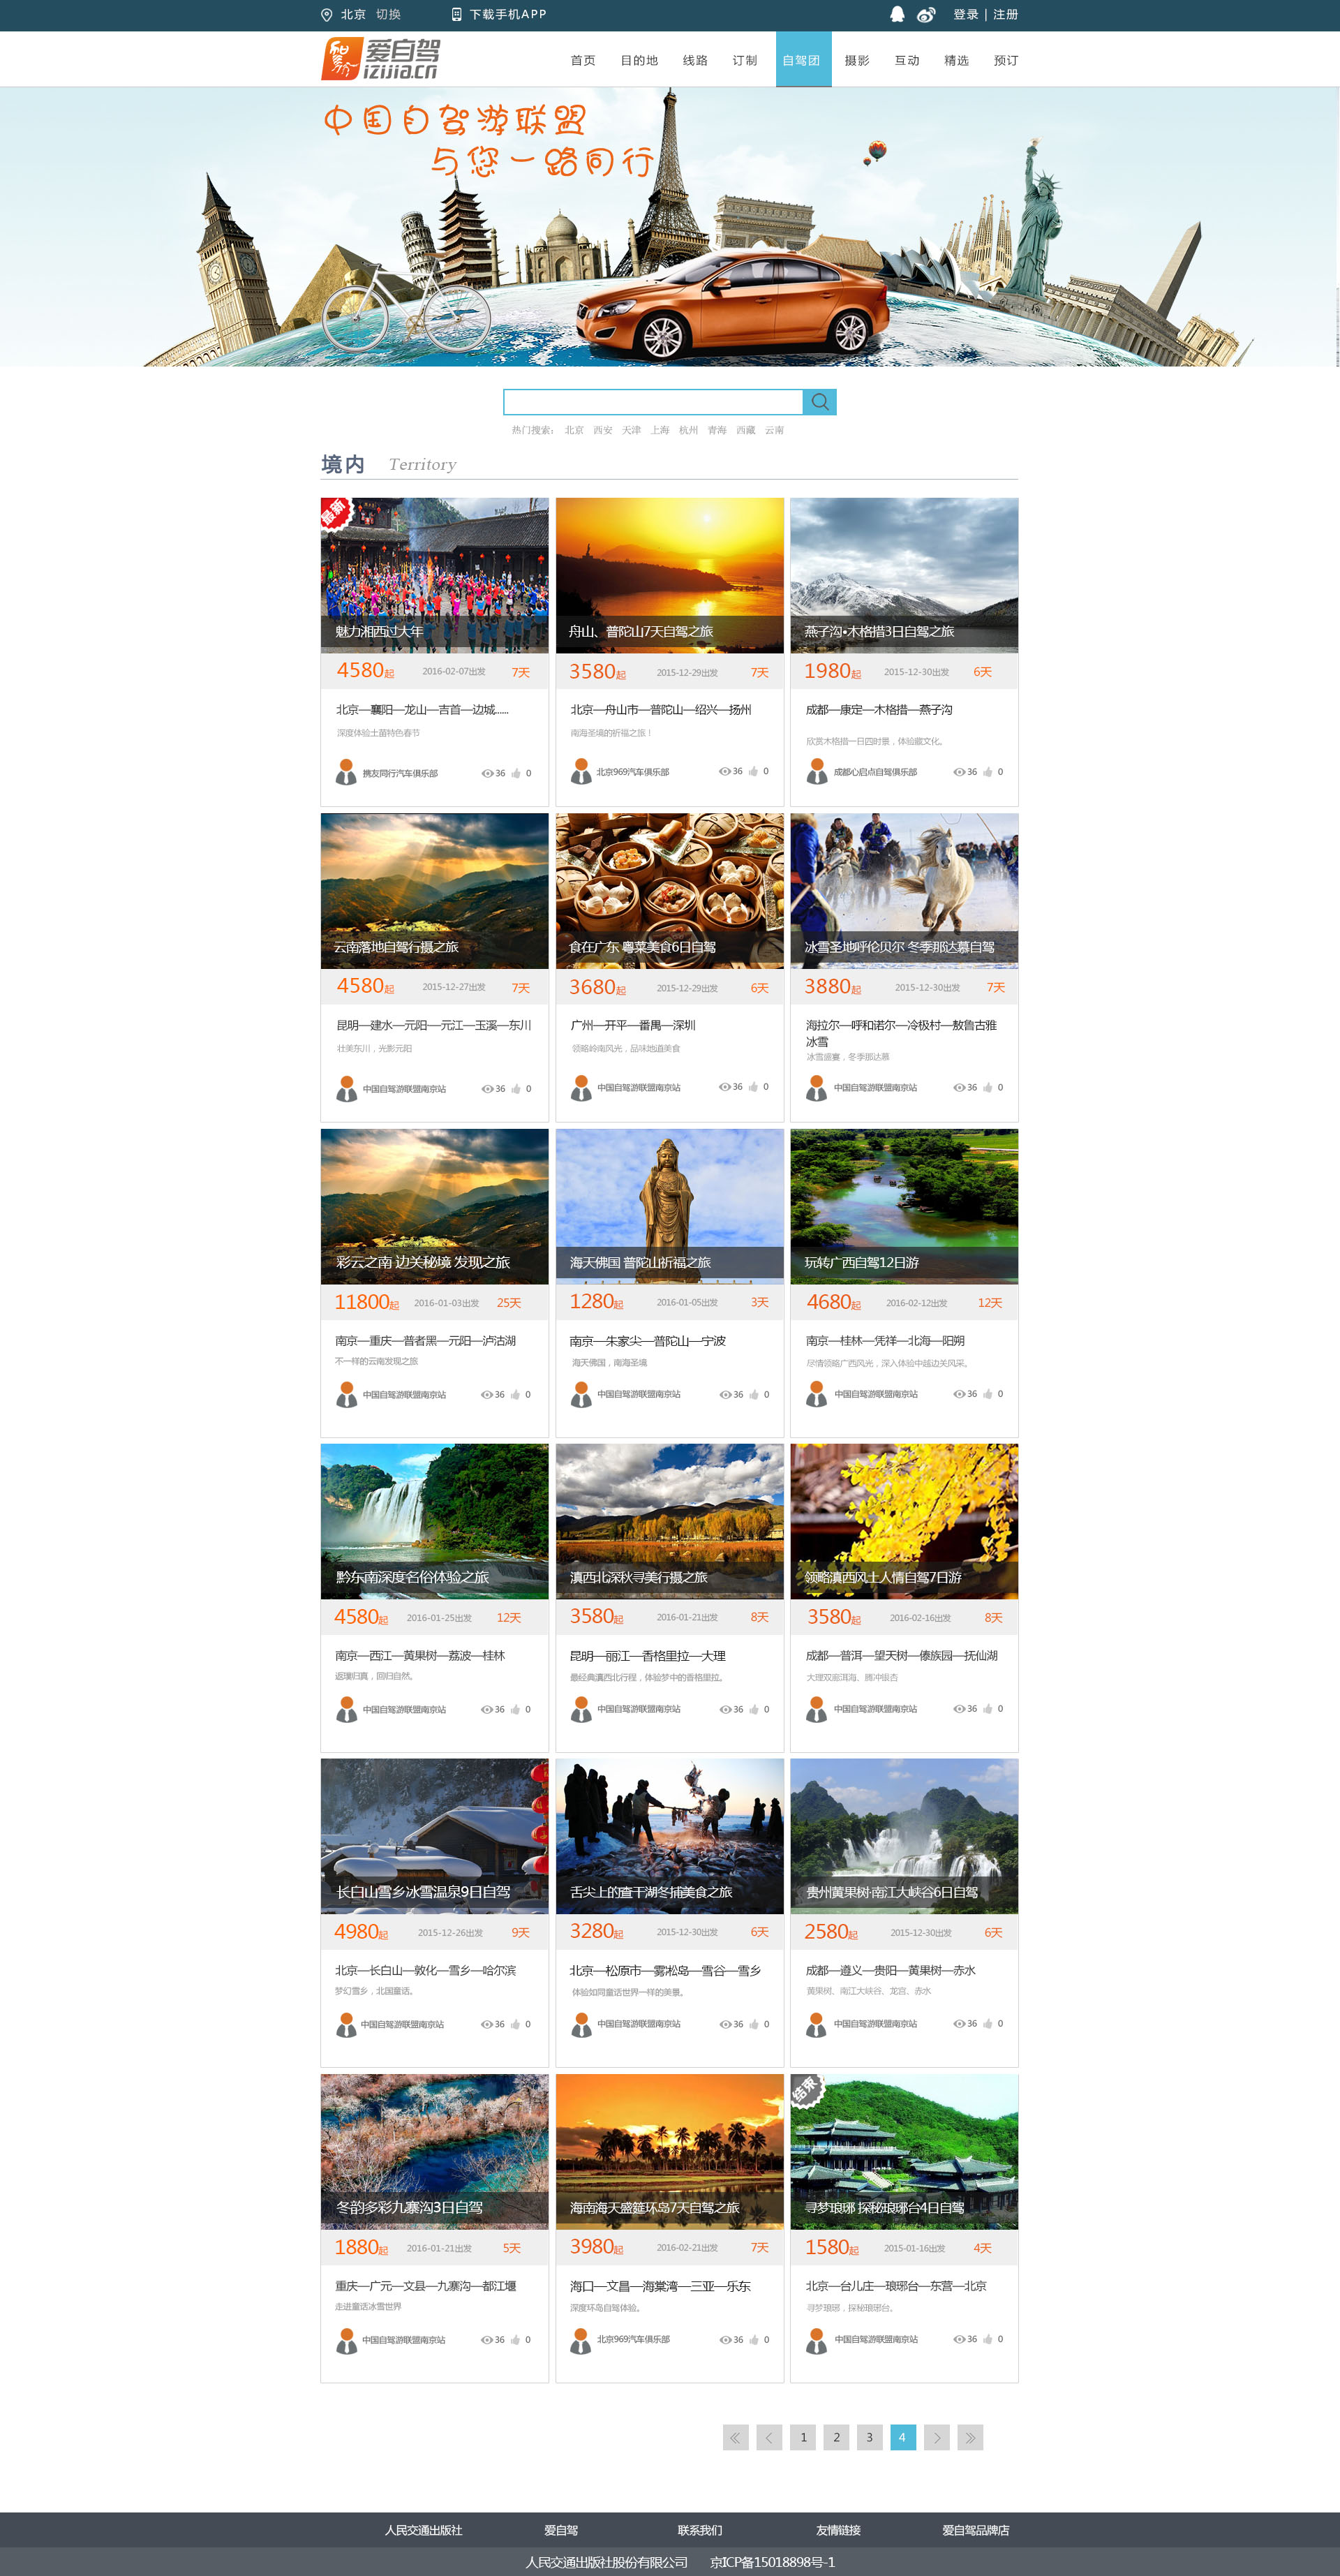 北京 切换 下载手机APP 登录 | 注册
爱自驾
izijia.cn
首页 目的地 线路 订制 自驾团 摄影 互动 精选 预订
中国自驾游联盟
与您一路同行
热门搜索： 北京 西安 天津 上海 杭州 青海 西藏 云南
境内 Territory
最新
魅力湘西过大年
4580起 2016-02-07出发 7天
北京—襄阳—龙山—吉首—边城......
深度体验土苗特色春节
携友同行汽车俱乐部 36 0
舟山、普陀山7天自驾之旅
3580起 2015-12-29出发 7天
北京—舟山市—普陀山—绍兴—扬州
南海圣境的祈福之旅！
北京969汽车俱乐部 36 0
燕子沟•木格措3日自驾之旅
1980起 2015-12-30出发 6天
成都—康定—木格措—燕子沟
欣赏木格措一日四时景，体验藏文化。
成都心启点自驾俱乐部 36 0
云南落地自驾行摄之旅
4580起 2015-12-27出发 7天
昆明—建水—元阳—元江—玉溪—东川
壮美东川，光影元阳
中国自驾游联盟南京站 36 0
食在广东 粤菜美食6日自驾
3680起 2015-12-29出发 6天
广州—开平—番禺—深圳
领略岭南风光，品味地道美食
中国自驾游联盟南京站 36 0
冰雪圣地呼伦贝尔 冬季那达慕自驾
3880起 2015-12-30出发 7天
海拉尔—呼和诺尔—冷极村—敖鲁古雅
冰雪
冰雪盛宴，冬季那达慕
中国自驾游联盟南京站 36 0
彩云之南 边关秘境 发现之旅
11800起 2016-01-03出发 25天
南京—重庆—普者黑—元阳—泸沽湖
不一样的云南发现之旅
中国自驾游联盟南京站 36 0
海天佛国 普陀山祈福之旅
1280起 2016-01-05出发 3天
南京—朱家尖—普陀山—宁波
海天佛国，南海圣境
中国自驾游联盟南京站 36 0
玩转广西自驾12日游
4680起 2016-02-12出发 12天
南京—桂林—凭祥—北海—阳朔
尽情领略广西风光，深入体验中越边关风采。
中国自驾游联盟南京站 36 0
黔东南深度名俗体验之旅
4580起 2016-01-25出发 12天
南京—西江—黄果树—荔波—桂林
返璞归真，回归自然。
中国自驾游联盟南京站 36 0
滇西北深秋寻美行摄之旅
3580起 2016-01-21出发 8天
昆明—丽江—香格里拉—大理
最经典滇西北行程，体验梦中的香格里拉。
中国自驾游联盟南京站 36 0
领略滇西风土人情自驾7日游
3580起 2016-02-16出发 8天
成都—普洱—望天树—傣族园—抚仙湖
大理双廊洱海、腾冲银杏
中国自驾游联盟南京站 36 0
长白山雪乡冰雪温泉9日自驾
4980起 2015-12-26出发 9天
北京—长白山—敦化—雪乡—哈尔滨
梦幻雪乡，北国童话。
中国自驾游联盟南京站 36 0
舌尖上的查干湖冬捕美食之旅
3280起 2015-12-30出发 6天
北京—松原市—雾凇岛—雪谷—雪乡
体验如同童话世界一样的美景。
中国自驾游联盟南京站 36 0
贵州黄果树·南江大峡谷6日自驾
2580起 2015-12-30出发 6天
成都—遵义—贵阳—黄果树—赤水
黄果树、南江大峡谷、龙宫、赤水
中国自驾游联盟南京站 36 0
冬韵多彩九寨沟3日自驾
1880起 2016-01-21出发 5天
重庆—广元—文县—九寨沟—都江堰
走进童话冰雪世界
中国自驾游联盟南京站 36 0
海南海天盛筵环岛7天自驾之旅
3980起 2016-02-21出发 7天
海口—文昌—海棠湾—三亚—乐东
深度环岛自驾体验。
北京969汽车俱乐部 36 0
结束
寻梦琅琊 探秘琅琊台4日自驾
1580起 2015-01-16出发 4天
北京—台儿庄—琅琊台—东营—北京
寻梦琅琊，探秘琅琊台。
中国自驾游联盟南京站 36 0
1 2 3 4
人民交通出版社 爱自驾 联系我们 友情链接 爱自驾品牌店
人民交通出版社股份有限公司 京ICP备15018898号-1